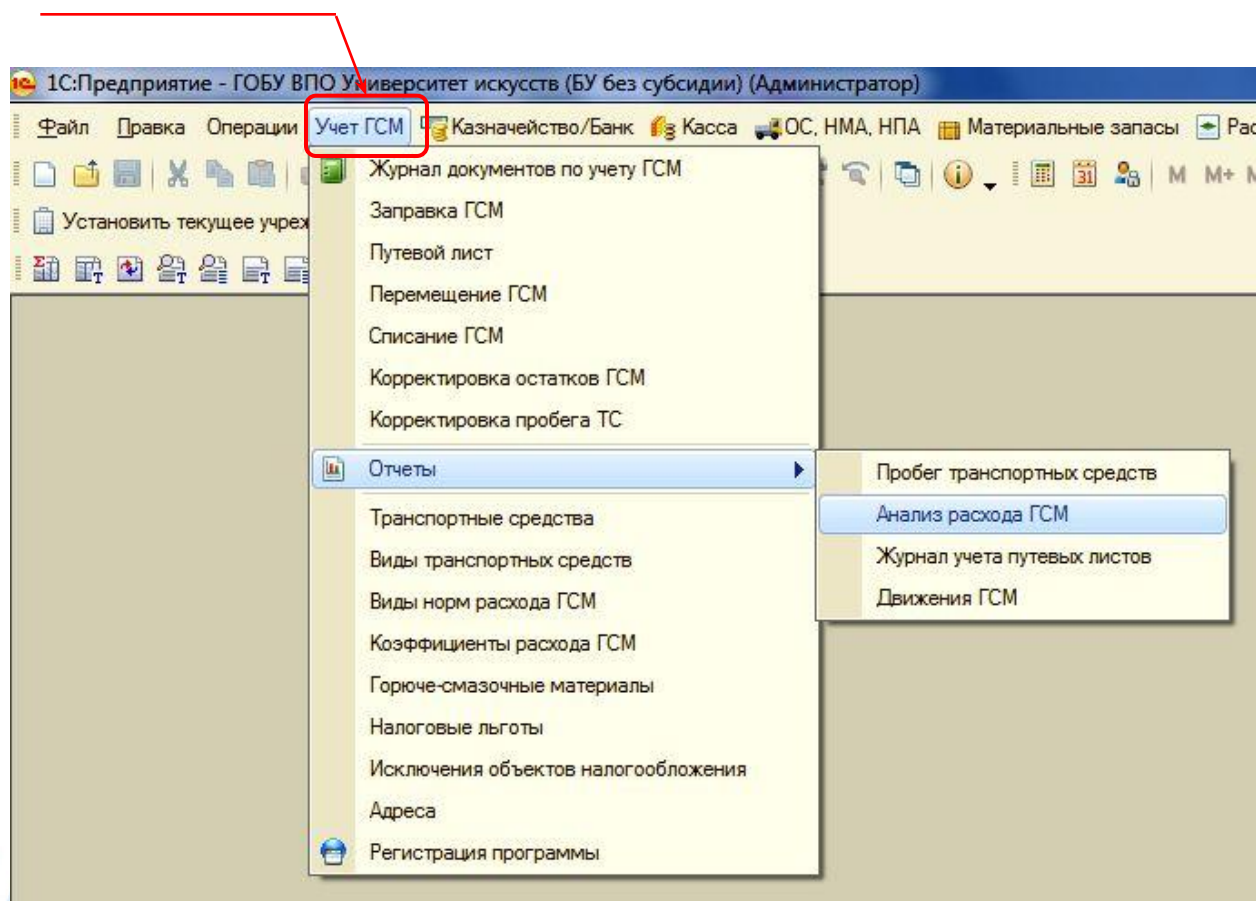 1С:Предприятие - ГОБУ ВПО Университет искусств (БУ без субсидии) (Администратор)
Файл Правка Операции Учет ГСМ Казначейство/Банк Касса ОС, НМА, НПА Материальные запасы Рас
M M+ M
Установить текущее учреж
Журнал документов по учету ГСМ
Заправка ГСМ
Путевой лист
Перемещение ГСМ
Списание ГСМ
Корректировка остатков ГСМ
Корректировка пробега ТС
Отчеты
Транспортные средства
Виды транспортных средств
Виды норм расхода ГСМ
Коэффициенты расхода ГСМ
Горюче-смазочные материалы
Налоговые льготы
Исключения объектов налогообложения
Адреса
Регистрация программы
Пробег транспортных средств
Анализ расхода ГСМ
Журнал учета путевых листов
Движения ГСМ